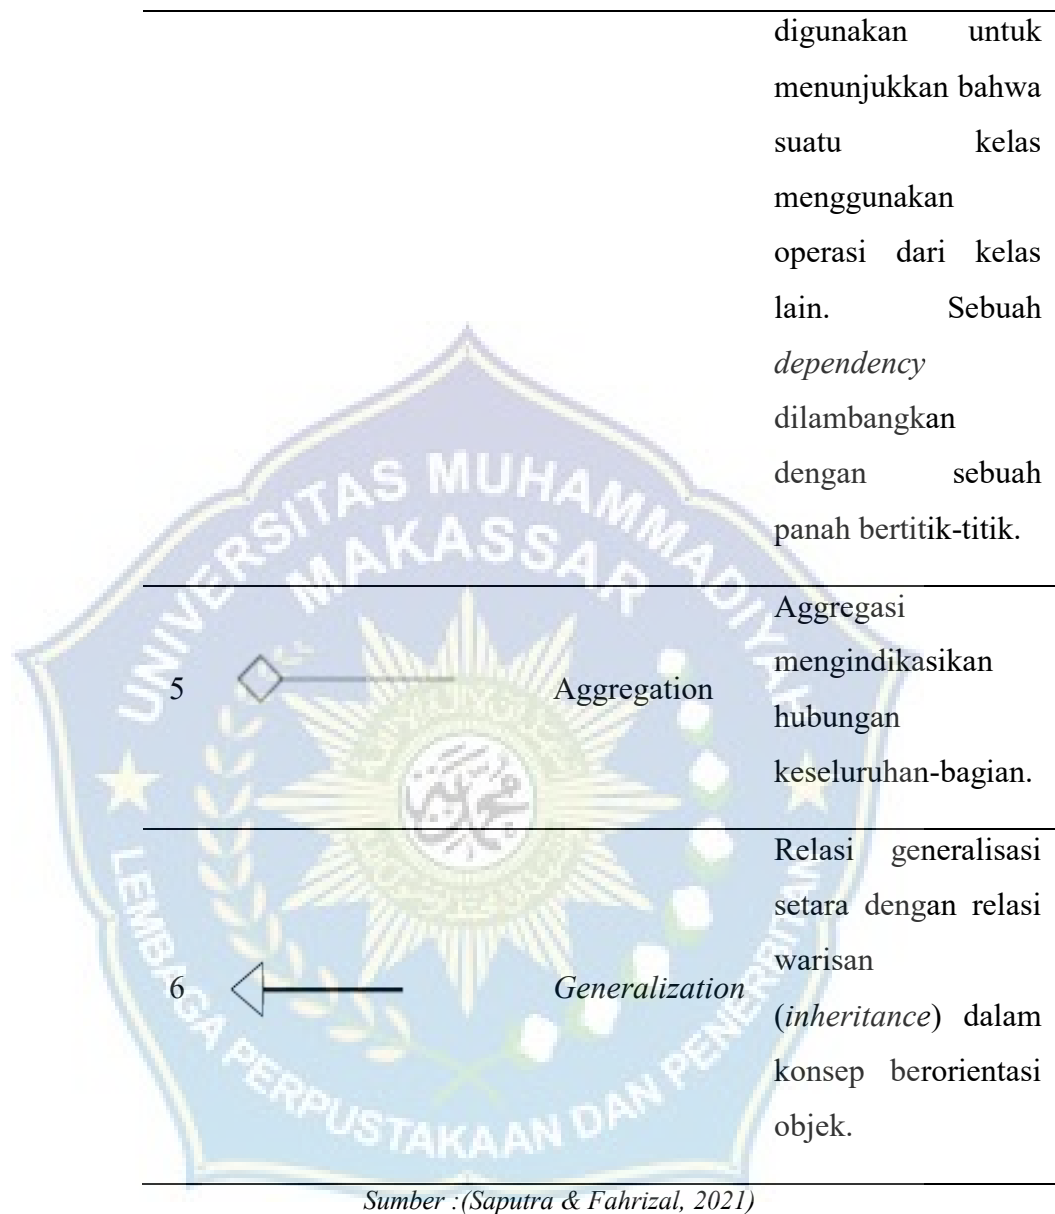 digunakan untuk
menunjukkan bahwa
suatu kelas
menggunakan
operasi dari kelas
lain. Sebuah
dependency
dilambangkan
dengan sebuah
panah bertitik-titik.
5 Aggregation
Aggregasi
mengindikasikan
hubungan
keseluruhan-bagian.
6 Generalization
Relasi generalisasi
setara dengan relasi
warisan
(inheritance) dalam
konsep berorientasi
objek.
Sumber :(Saputra & Fahrizal, 2021)
UNIVERSITAS MUHAMMADIYAH
MAKASSAR
LEMBAGA PERPUSTAKAAN DAN PENERBITAN